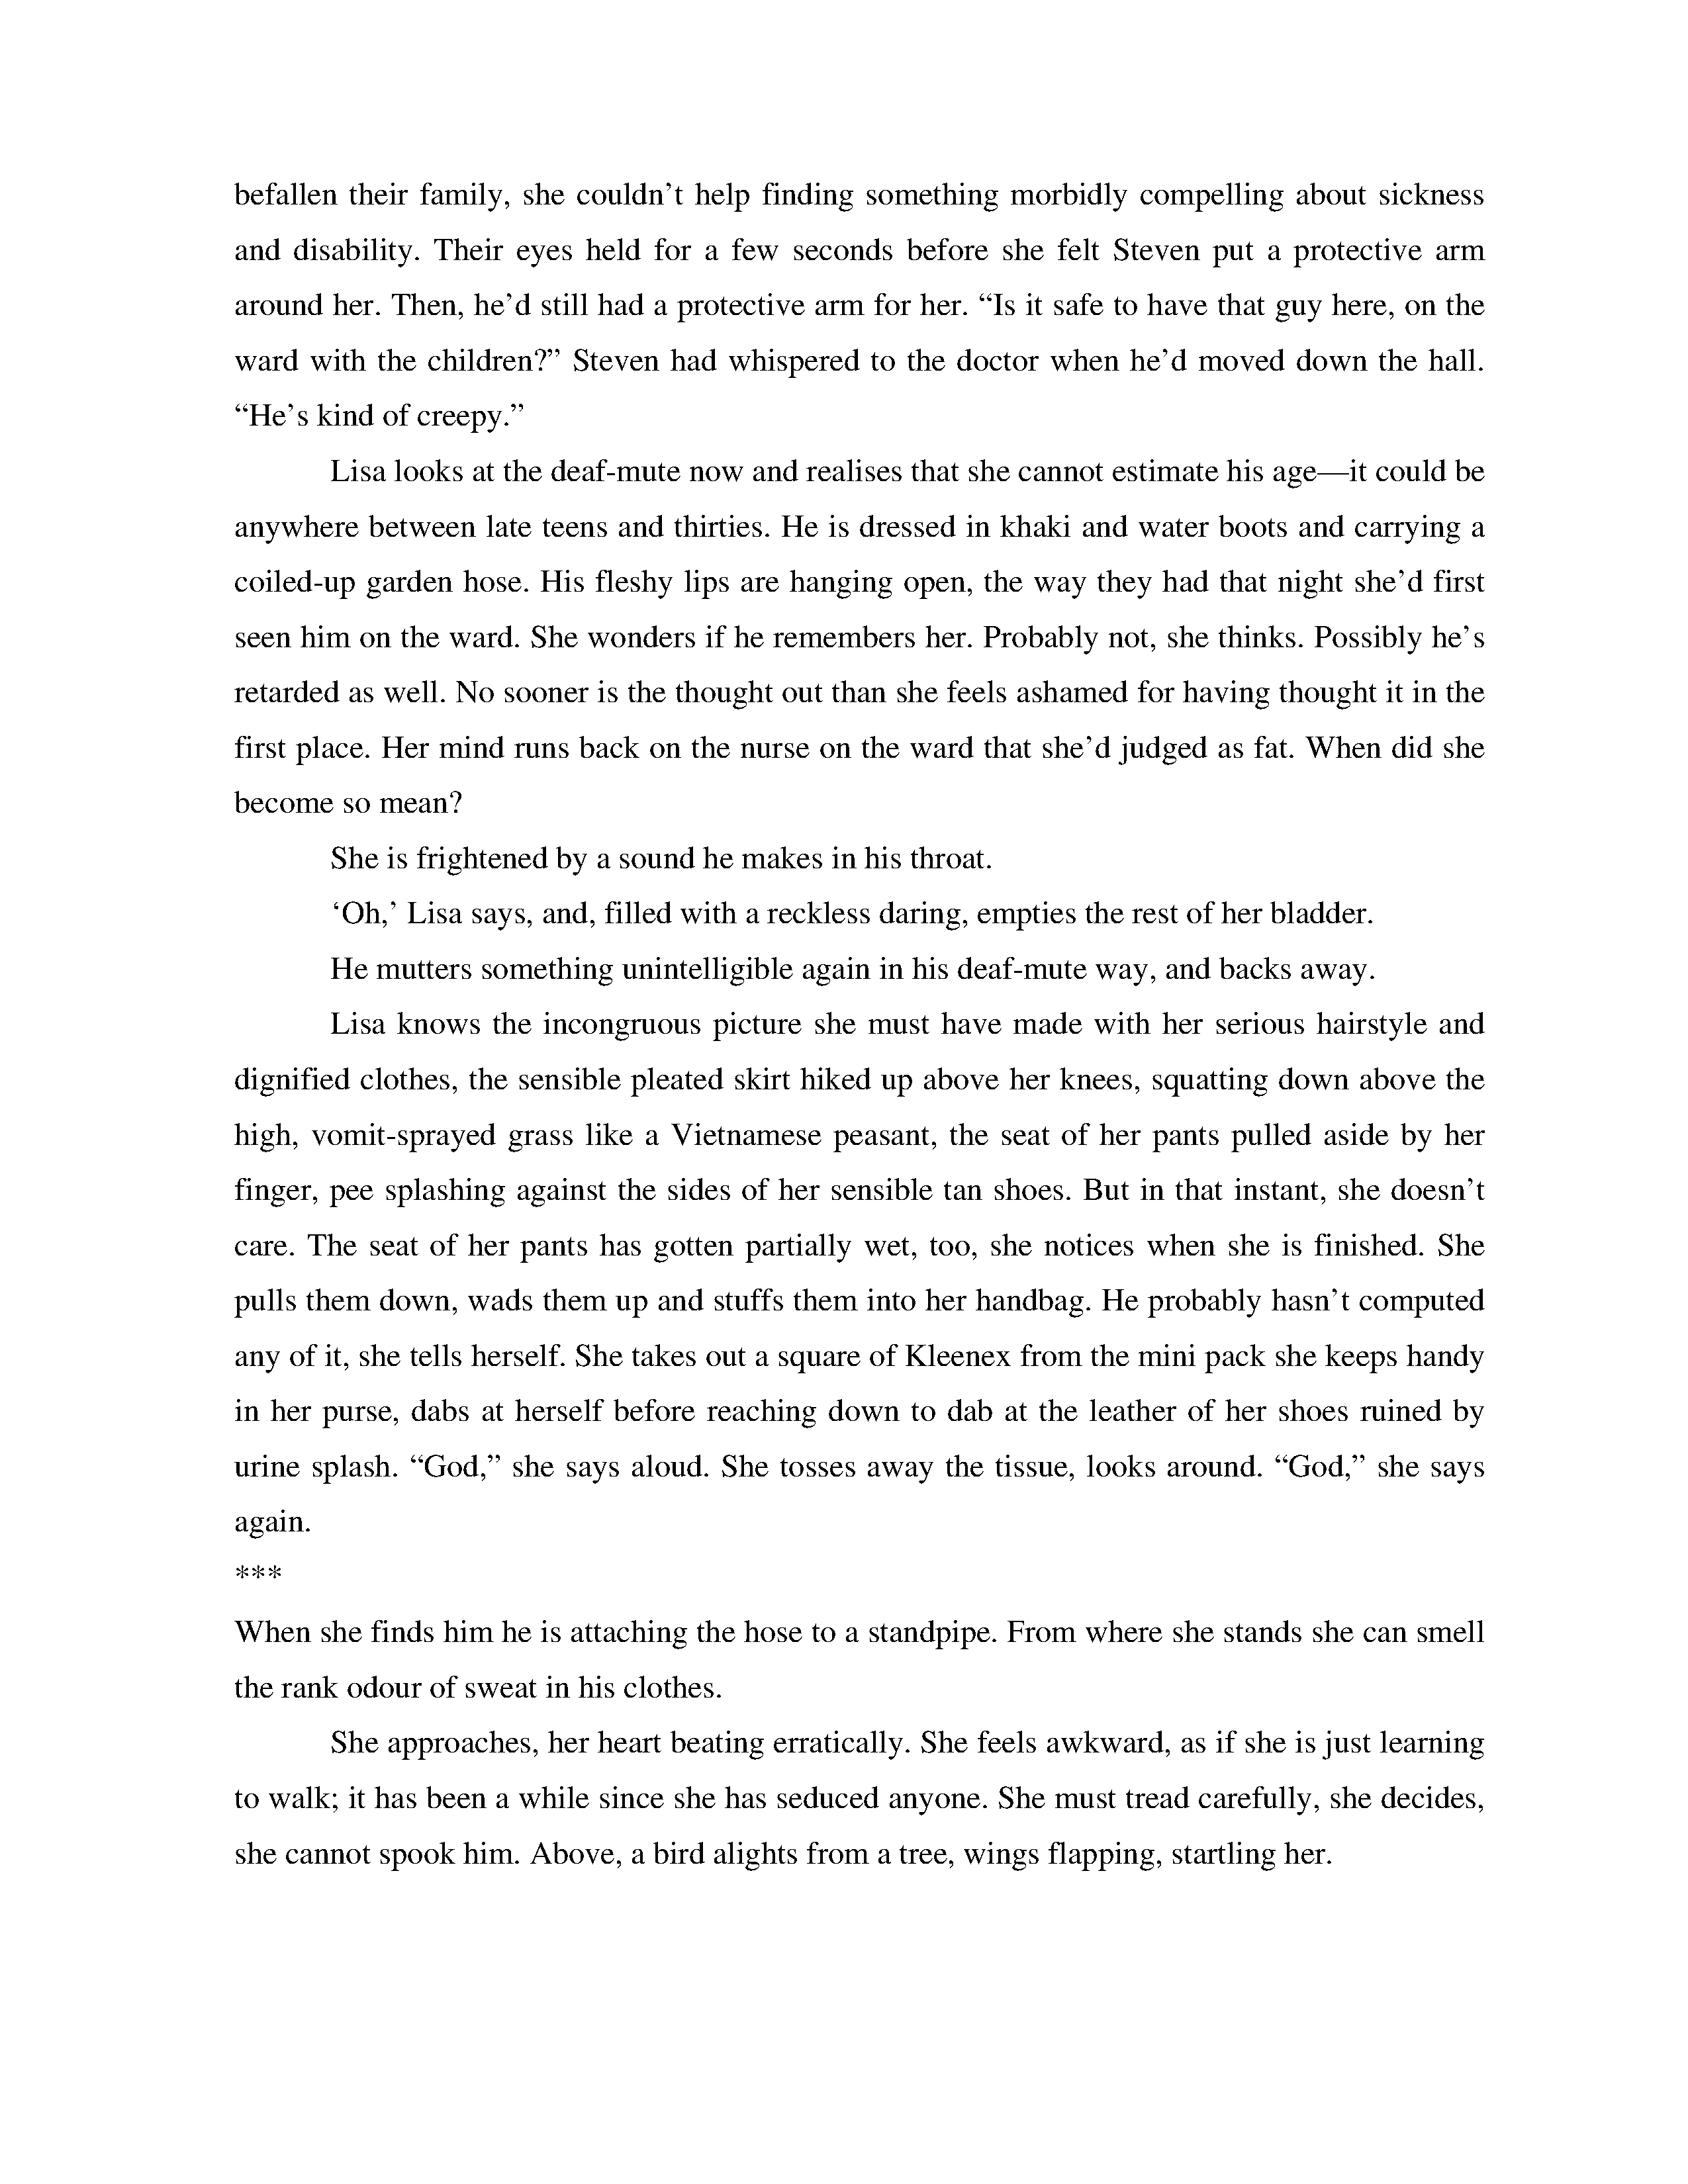 befallen their family, she couldn’t help finding something morbidly compelling about sickness
and disability. Their eyes held for a few seconds before she felt Steven put a protective arm
around her. Then, he’d still had a protective arm for her. “Is it safe to have that guy here, on the
ward with the children?” Steven had whispered to the doctor when he’d moved down the hall.
“He’s kind of creepy.”
Lisa looks at the deaf-mute now and realises that she cannot estimate his age—it could be
anywhere between late teens and thirties. He is dressed in khaki and water boots and carrying a
coiled-up garden hose. His fleshy lips are hanging open, the way they had that night she’d first
seen him on the ward. She wonders if he remembers her. Probably not, she thinks. Possibly he’s
retarded as well. No sooner is the thought out than she feels ashamed for having thought it in the
first place. Her mind runs back on the nurse on the ward that she’d judged as fat. When did she
become so mean?
She is frightened by a sound he makes in his throat.
‘Oh,’ Lisa says, and, filled with a reckless daring, empties the rest of her bladder.
He mutters something unintelligible again in his deaf-mute way, and backs away.
Lisa knows the incongruous picture she must have made with her serious hairstyle and
dignified clothes, the sensible pleated skirt hiked up above her knees, squatting down above the
high, vomit-sprayed grass like a Vietnamese peasant, the seat of her pants pulled aside by her
finger, pee splashing against the sides of her sensible tan shoes. But in that instant, she doesn’t
care. The seat of her pants has gotten partially wet, too, she notices when she is finished. She
pulls them down, wads them up and stuffs them into her handbag. He probably hasn’t computed
any of it, she tells herself. She takes out a square of Kleenex from the mini pack she keeps handy
in her purse, dabs at herself before reaching down to dab at the leather of her shoes ruined by
urine splash. “God,” she says aloud. She tosses away the tissue, looks around. “God,” she says
again.
***
When she finds him he is attaching the hose to a standpipe. From where she stands she can smell
the rank odour of sweat in his clothes.
She approaches, her heart beating erratically. She feels awkward, as if she is just learning
to walk; it has been a while since she has seduced anyone. She must tread carefully, she decides,
she cannot spook him. Above, a bird alights from a tree, wings flapping, startling her.